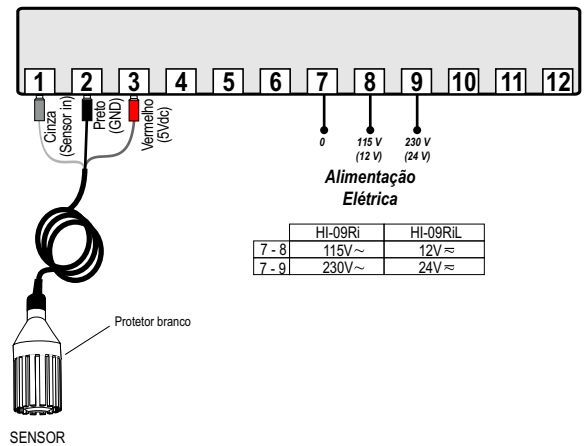 1 2 3 4 5 6 7 8 9 10 11 12
Cinza
(Sensor in)
Preto
(GND)
Vermelho
(5Vdc)
0
115 V
(12 V)
230 V
(24 V)
Alimentação
Elétrica
HI-09Ri HI-09RiL
7 - 8 115V~ 12V⎓~
7 - 9 230V~ 24V⎓~
Protetor branco
SENSOR